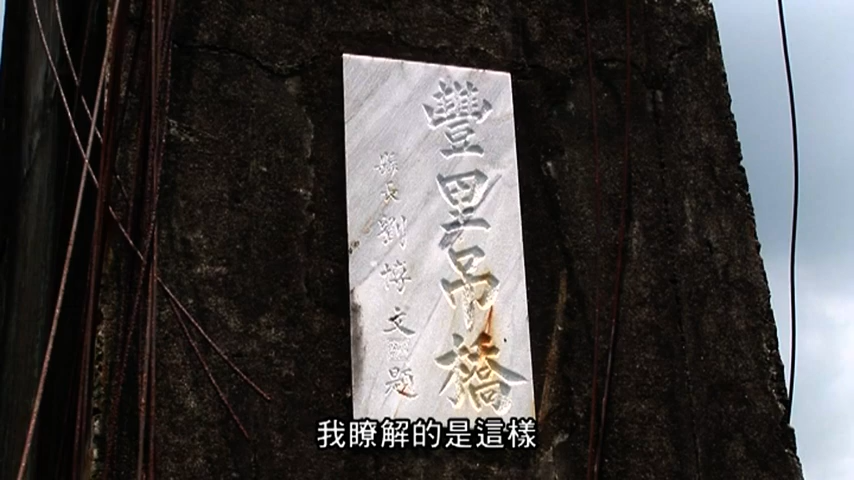 豐里吊橋
縣長劉博文題
我瞭解的是這樣